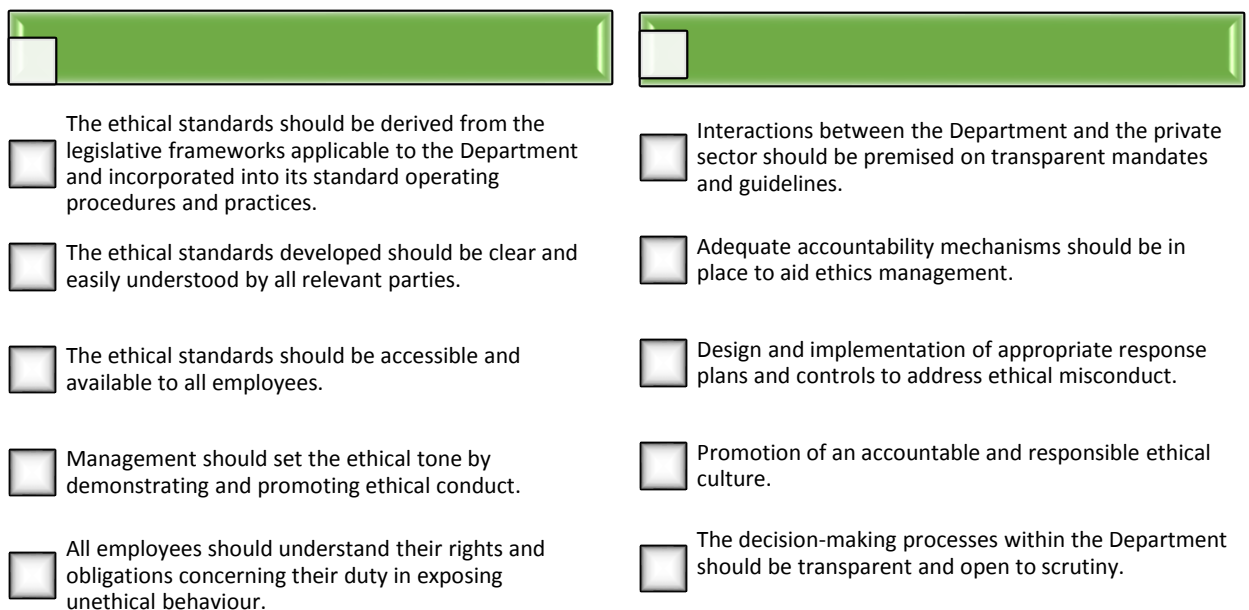 The ethical standards should be derived from the
legislative frameworks applicable to the Department
and incorporated into its standard operating
procedures and practices.
The ethical standards developed should be clear and
easily understood by all relevant parties.
The ethical standards should be accessible and
available to all employees.
Management should set the ethical tone by
demonstrating and promoting ethical conduct.
All employees should understand their rights and
obligations concerning their duty in exposing
unethical behaviour.
Interactions between the Department and the private
sector should be premised on transparent mandates
and guidelines.
Adequate accountability mechanisms should be in
place to aid ethics management.
Design and implementation of appropriate response
plans and controls to address ethical misconduct.
Promotion of an accountable and responsible ethical
culture.
The decision-making processes within the Department
should be transparent and open to scrutiny.